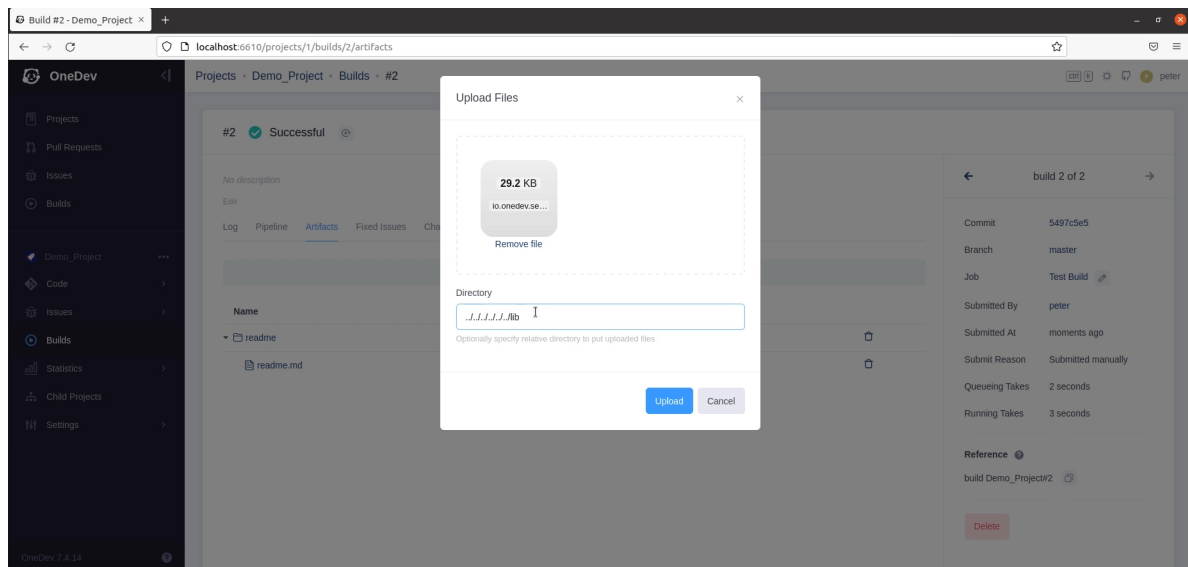 Build #2 - Demo_Project × +
localhost:6610/projects/1/builds/2/artifacts
OneDev
Projects
Pull Requests
Issues
Builds
Demo_Project
Code
Issues
Builds
Statistics
Child Projects
Settings
OneDev 7.4.14
Projects Demo_Project Builds #2
ctrl k peter
#2 Successful
No description
Edit
Log Pipeline Artifacts Fixed Issues Cha
Name
readme
readme.md
Upload Files ×
29.2 KB
io.onedev.se...
Remove file
Directory
../../../../../../lib
Optionally specify relative directory to put uploaded files
Upload Cancel
build 2 of 2
Commit 5497c5e5
Branch master
Job Test Build
Submitted By peter
Submitted At moments ago
Submit Reason Submitted manually
Queueing Takes 2 seconds
Running Takes 3 seconds
Reference
build Demo_Project#2
Delete